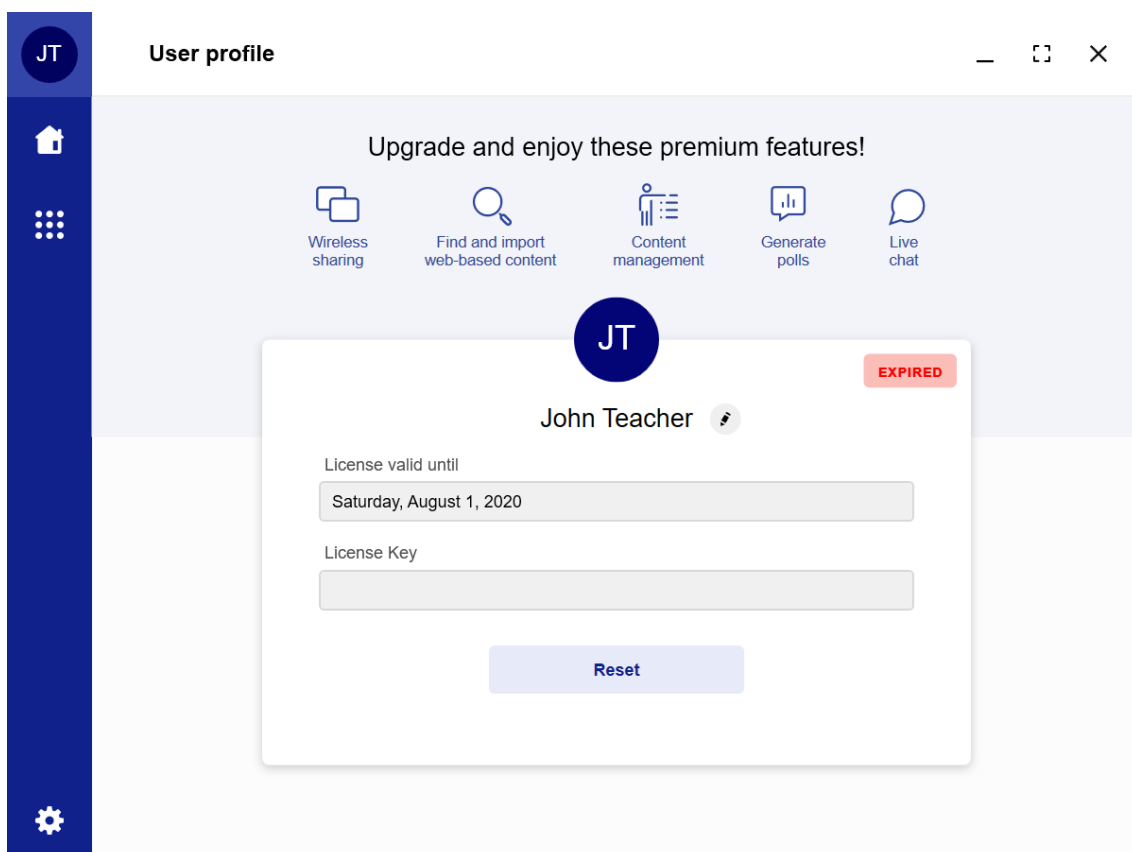 JT
User profile
Upgrade and enjoy these premium features!
Wireless
sharing
Find and import
web-based content
Content
management
Generate
polls
Live
chat
JT
EXPIRED
John Teacher
License valid until
Saturday, August 1, 2020
License Key
Reset